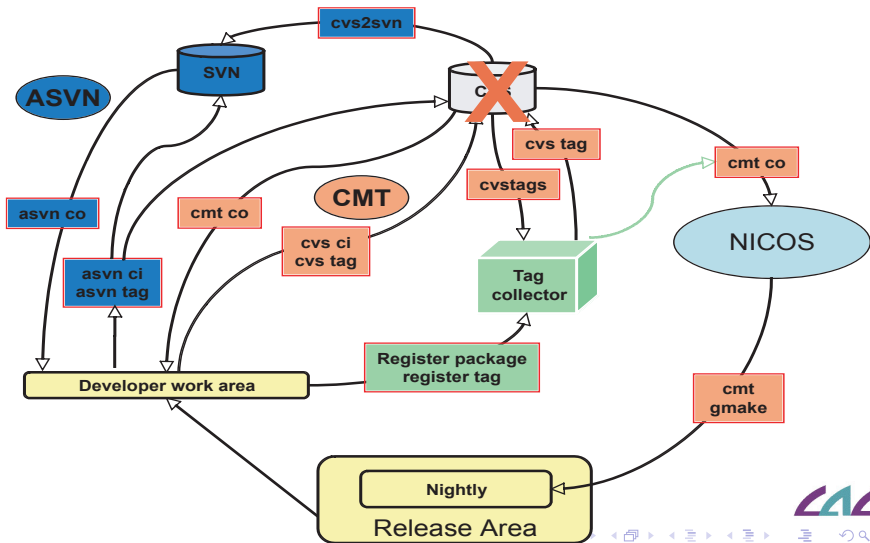 cvs2svn
SVN
ASVN
cvs tag
cmt co
cvstags
CMT
asvn co
cmt co
cvs ci
cvs tag
NICOS
asvn ci
asvn tag
Tag
collector
Register package
register tag
Developer work area
cmt
gmake
Nightly
Release Area